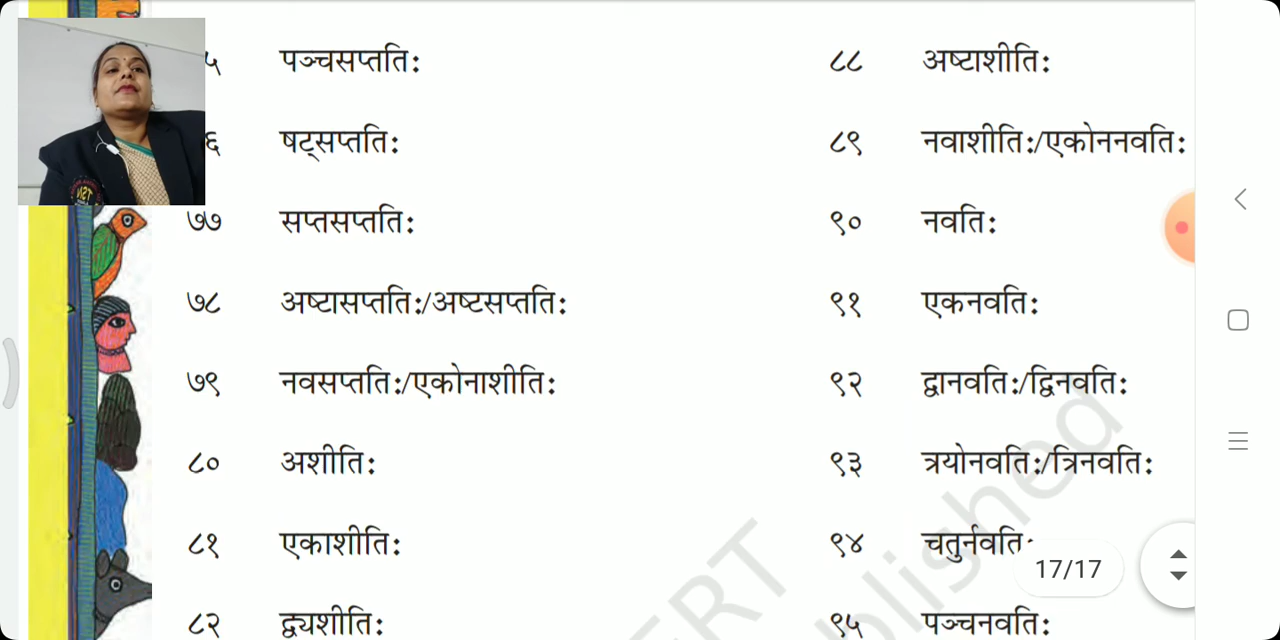 ५ पञ्चसप्ततिः
६ षट्सप्ततिः
७७ सप्तसप्ततिः
७८ अष्टासप्ततिः/अष्टसप्ततिः
७९ नवसप्ततिः/एकोनाशीतिः
८० अशीतिः
८१ एकाशीतिः
८२ द्व्यशीतिः
८८ अष्टाशीतिः
८९ नवाशीतिः/एकोननवतिः
९० नवतिः
९१ एकनवतिः
९२ द्वानवतिः/द्विनवतिः
९३ त्रयोनवतिः/त्रिनवतिः
९४ चतुर्नवतिः
९५ पञ्चनवतिः
17/17